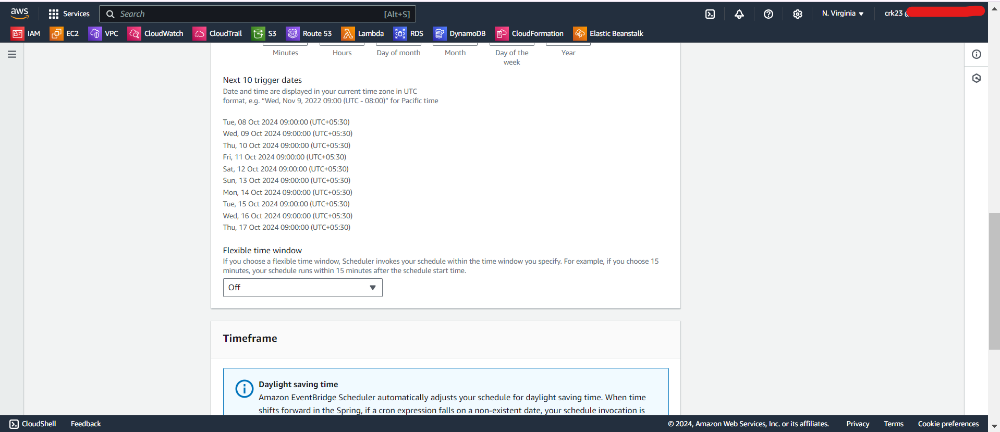 aws
Services
Search
[Alt+S]
N. Virginia
crk23 @
IAM
EC2
VPC
CloudWatch
CloudTrail
S3
Route 53
Lambda
RDS
DynamoDB
CloudFormation
Elastic Beanstalk
Minutes
Hours
Day of month
Month
Day of the
week
Year
Next 10 trigger dates
Date and time are displayed in your current time zone in UTC
format, e.g. “Wed, Nov 9, 2022 09:00 (UTC - 08:00)” for Pacific time
Tue, 08 Oct 2024 09:00:00 (UTC+05:30)
Wed, 09 Oct 2024 09:00:00 (UTC+05:30)
Thu, 10 Oct 2024 09:00:00 (UTC+05:30)
Fri, 11 Oct 2024 09:00:00 (UTC+05:30)
Sat, 12 Oct 2024 09:00:00 (UTC+05:30)
Sun, 13 Oct 2024 09:00:00 (UTC+05:30)
Mon, 14 Oct 2024 09:00:00 (UTC+05:30)
Tue, 15 Oct 2024 09:00:00 (UTC+05:30)
Wed, 16 Oct 2024 09:00:00 (UTC+05:30)
Thu, 17 Oct 2024 09:00:00 (UTC+05:30)
Flexible time window
If you choose a flexible time window, Scheduler invokes your schedule within the time window you specify. For example, if you choose 15
minutes, your schedule runs within 15 minutes after the schedule start time.
Off
Timeframe
Daylight saving time
Amazon EventBridge Scheduler automatically adjusts your schedule for daylight saving time. When time
shifts forward in the Spring, if a cron expression falls on a non-existent date, your schedule invocation is
CloudShell
Feedback
© 2024, Amazon Web Services, Inc. or its affiliates.
Privacy
Terms
Cookie preferences